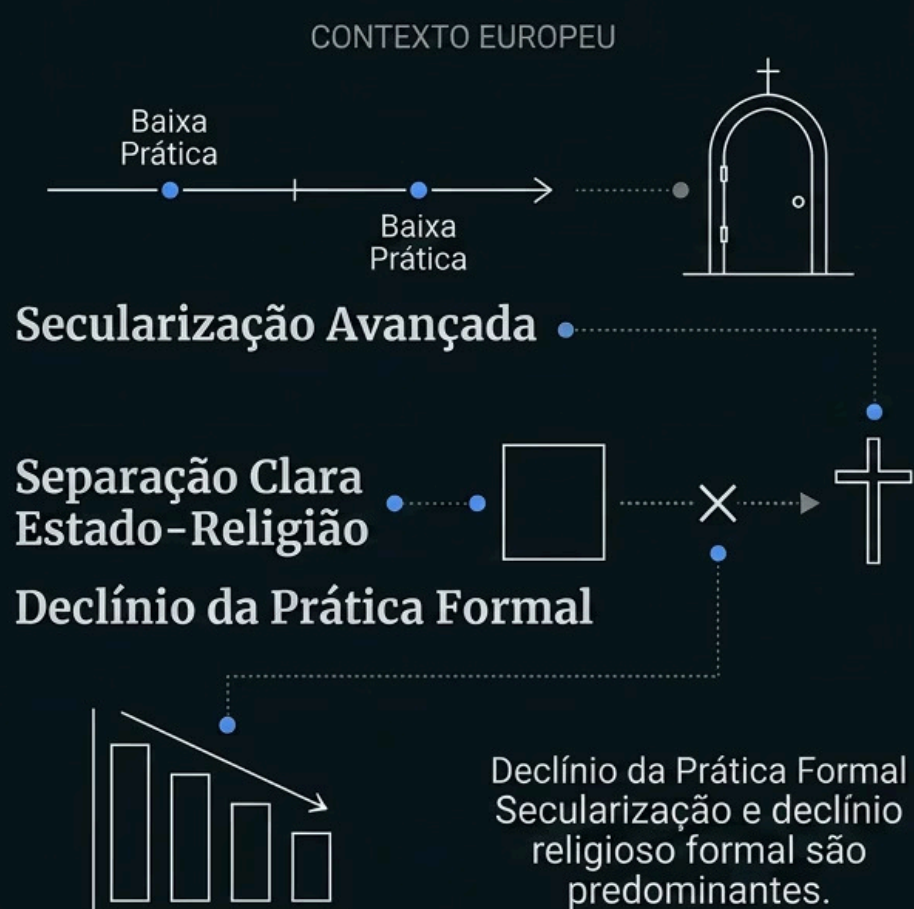 CONTEXTO EUROPEU
Baixa
Prática
Baixa
Prática
Secularização Avançada
Separação Clara
Estado-Religião
Declínio da Prática Formal
Declínio da Prática Formal
Secularização e declínio
religioso formal são
predominantes.